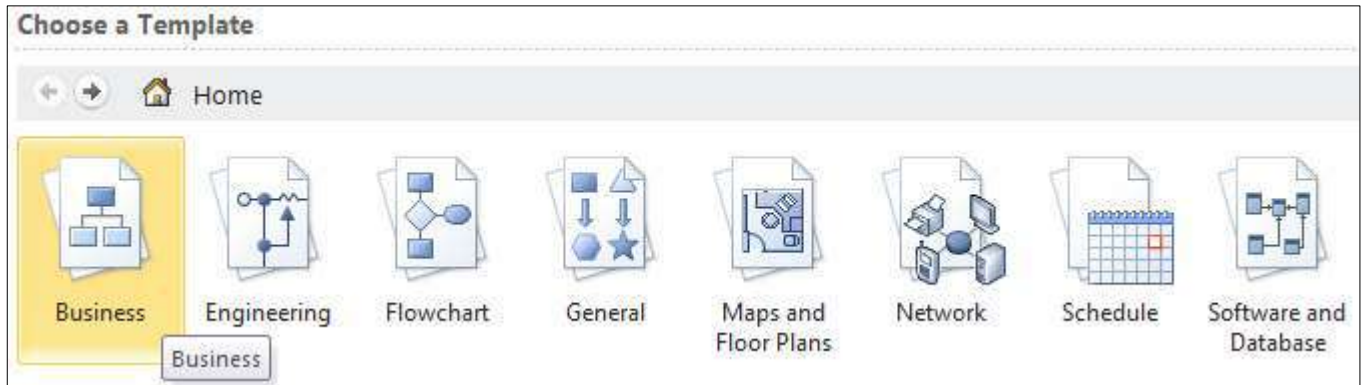 Choose a Template
Home
Business Engineering Flowchart General Maps and Network Schedule Software and
Floor Plans Database
Business